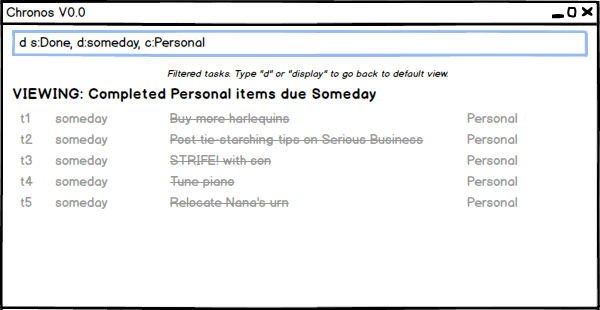 Chronos V0.0
d s:Done, d:someday, c:Personal
Filtered tasks. Type "d" or "display" to go back to default view.
VIEWING: Completed Personal items due Someday
t1 someday Buy more harlequins Personal
t2 someday Post tie-starching tips on Serious Business Personal
t3 someday STRIFE! with son Personal
t4 someday Tune piano Personal
t5 someday Relocate Nana's urn Personal